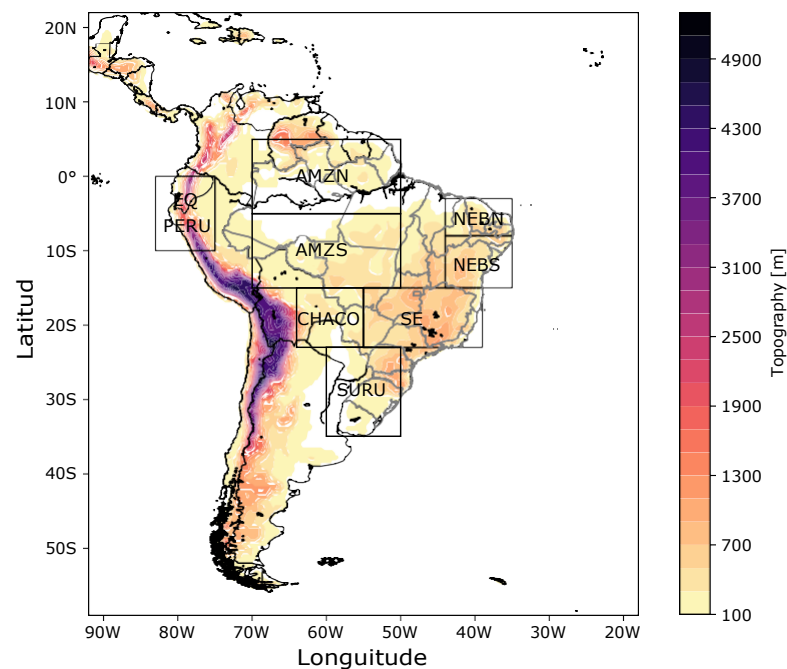 20N
10N
0°
10S
20S
30S
40S
50S
Latitud
AMZN
EQ
PERU
NEBN
AMZS
NEBS
CHACO
SE
SURU
90W
80W
70W
60W
50W
40W
30W
20W
Longuitude
4900
4300
3700
3100
2500
1900
1300
700
100
Topography [m]